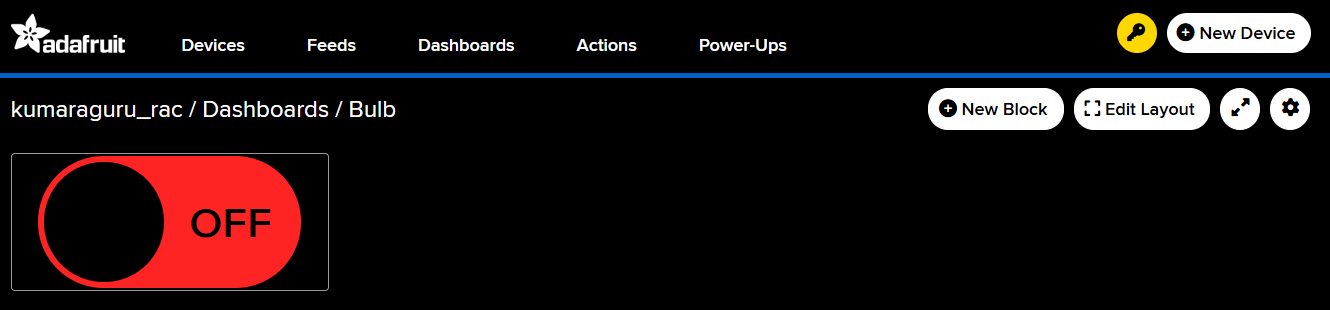 adafruit Devices Feeds Dashboards Actions Power-Ups New Device
kumaraguru_rac / Dashboards / Bulb New Block Edit Layout
OFF